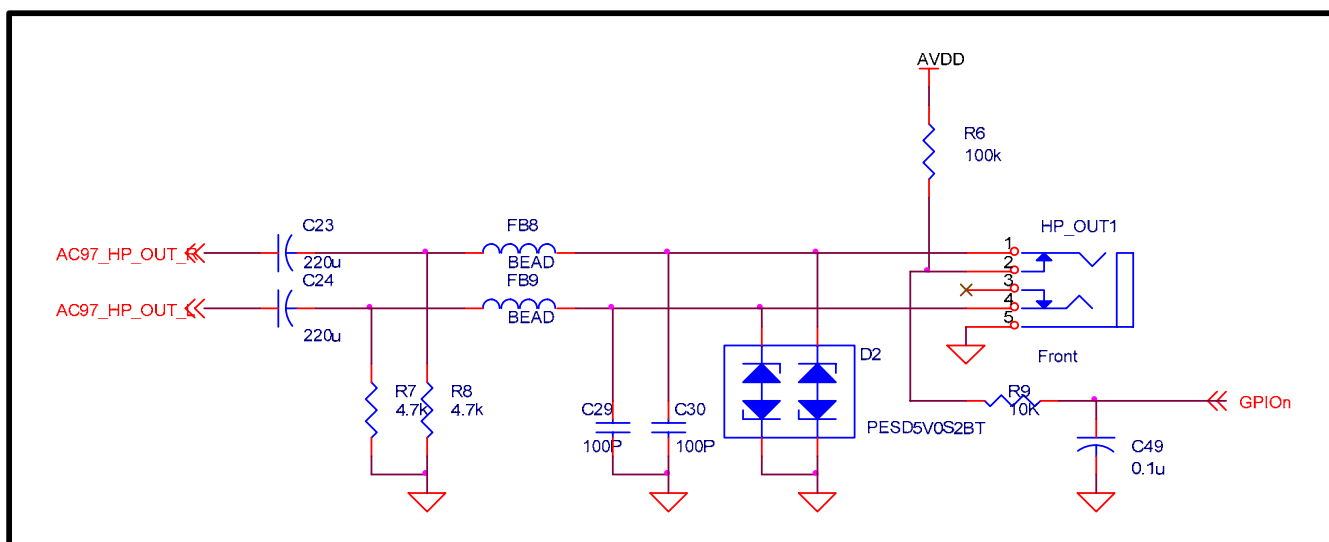 AVDD
R6
100k
C23
FB8
HP_OUT1
1
AC97_HP_OUT_R
BEAD
2
220u
C24
FB9
3
4
AC97_HP_OUT_L
BEAD
5
220u
D2
Front
R7
R8
R9
4.7k
4.7k
GPIOn
C29
C30
10K
PESD5V0S2BT
100P
100P
C49
0.1u